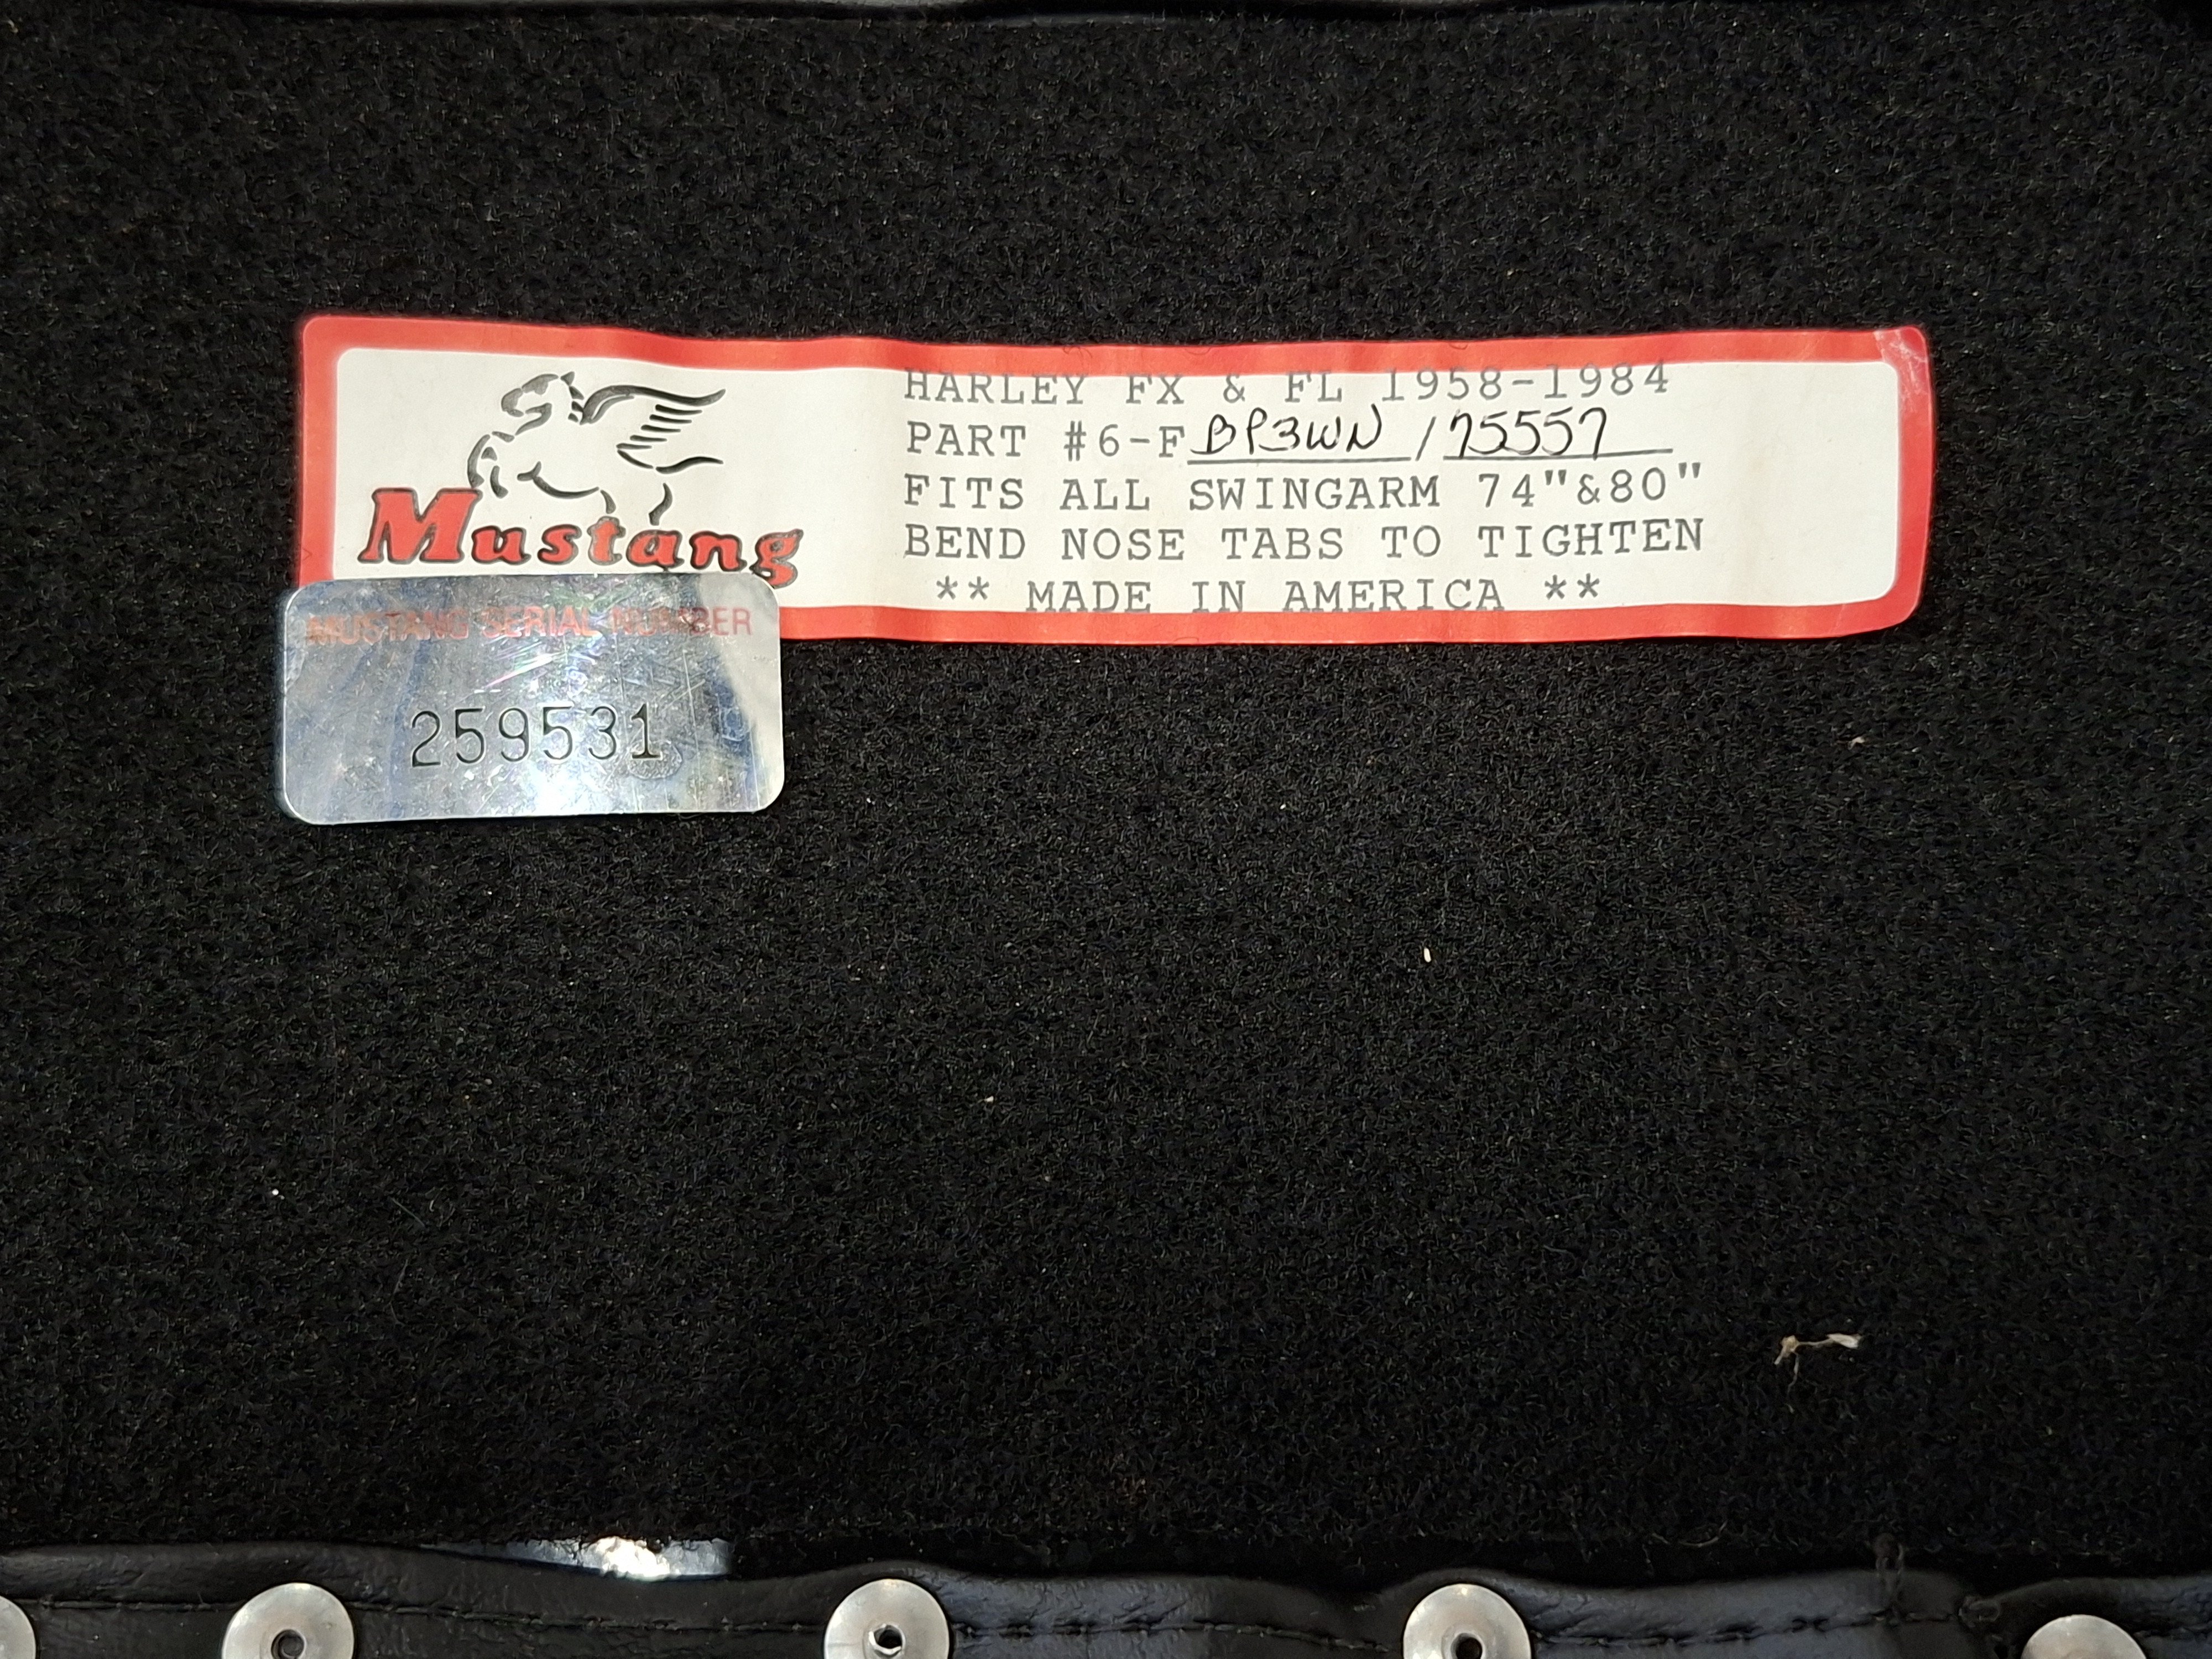 HARLEY FX & FL 1958-1984
PART #6-F BP3WN / 75557
FITS ALL SWINGARM 74"&80"
BEND NOSE TABS TO TIGHTEN
** MADE IN AMERICA **
Mustang
MUSTANG SERIAL NUMBER
259531